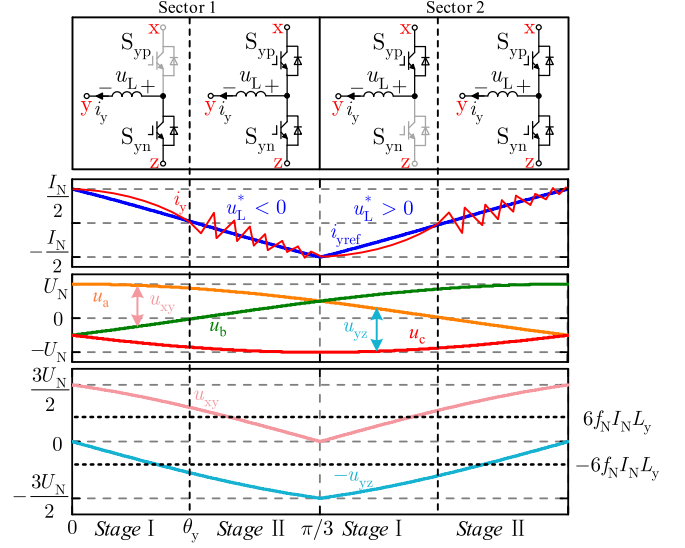 Sector 1 Sector 2
x x x x
S_yp S_yp S_yp S_yp
− u_L + − u_L + − u_L + − u_L +
y i_y y i_y y i_y y i_y
S_yn S_yn S_yn S_yn
z z z z
I_N/2
i_y u_L^* < 0 u_L^* > 0
i_yref
−I_N/2
U_N
u_a u_xy
0
u_b u_yz u_c
−U_N
3U_N/2
u_xy
6f_N I_N L_y
0
−6f_N I_N L_y
−u_yz
−3U_N/2
0 Stage I θ_y Stage II π/3 Stage I Stage II